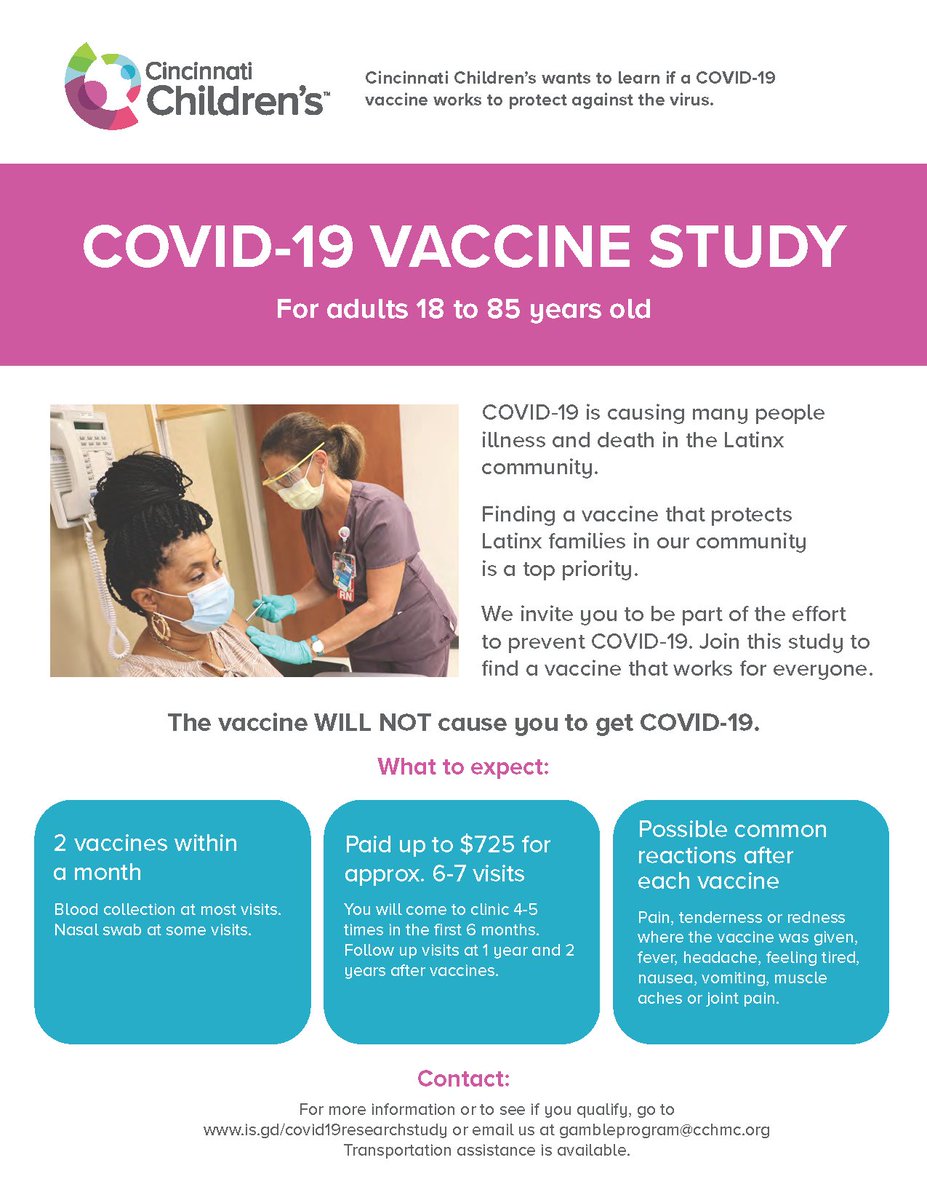 Cincinnati
Children's™
Cincinnati Children's wants to learn if a COVID-19
vaccine works to protect against the virus.
COVID-19 VACCINE STUDY
For adults 18 to 85 years old
COVID-19 is causing many people
illness and death in the Latinx
community.
Finding a vaccine that protects
Latinx families in our community
is a top priority.
We invite you to be part of the effort
to prevent COVID-19. Join this study to
find a vaccine that works for everyone.
RN
The vaccine WILL NOT cause you to get COVID-19.
What to expect:
2 vaccines within
a month
Blood collection at most visits.
Nasal swab at some visits.
Paid up to $725 for
approx. 6-7 visits
You will come to clinic 4-5
times in the first 6 months.
Follow up visits at 1 year and 2
years after vaccines.
Possible common
reactions after
each vaccine
Pain, tenderness or redness
where the vaccine was given,
fever, headache, feeling tired,
nausea, vomiting, muscle
aches or joint pain.
Contact:
For more information or to see if you qualify, go to
www.is.gd/covid19researchstudy or email us at gambleprogram@cchmc.org
Transportation assistance is available.